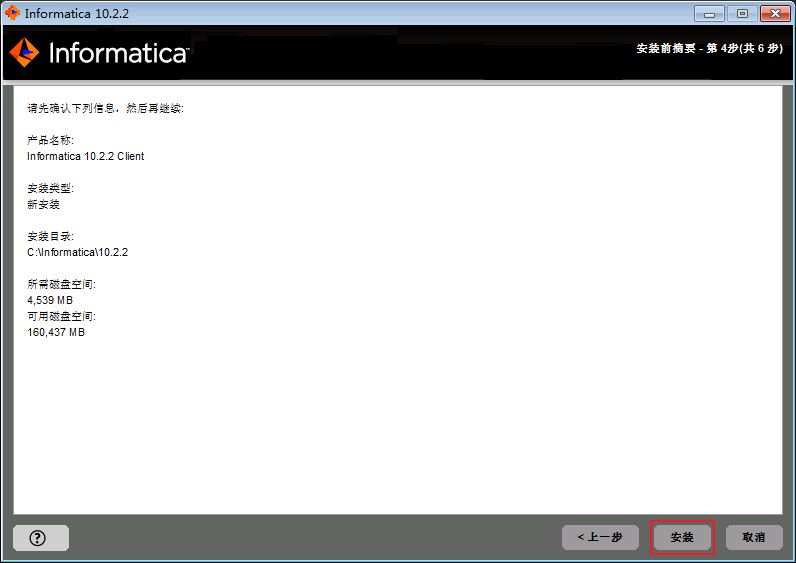 Informatica 10.2.2
Informatica
安装前摘要 - 第 4步(共 6 步)
请先确认下列信息，然后再继续:
产品名称:
Informatica 10.2.2 Client
安装类型:
新安装
安装目录:
C:\Informatica\10.2.2
所需磁盘空间:
4,539 MB
可用磁盘空间:
160,437 MB
?
< 上一步
安装
取消